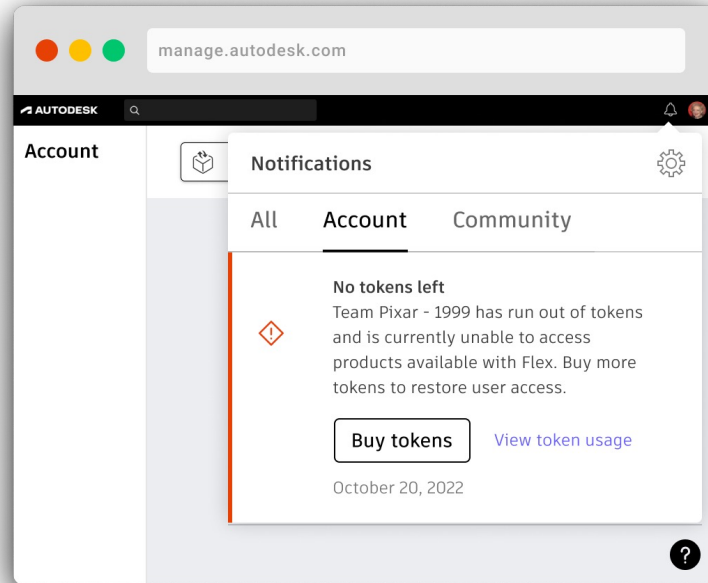 manage.autodesk.com
AUTODESK
Account
Notifications
All Account Community
No tokens left
Team Pixar - 1999 has run out of tokens
and is currently unable to access
products available with Flex. Buy more
tokens to restore user access.
Buy tokens View token usage
October 20, 2022
?